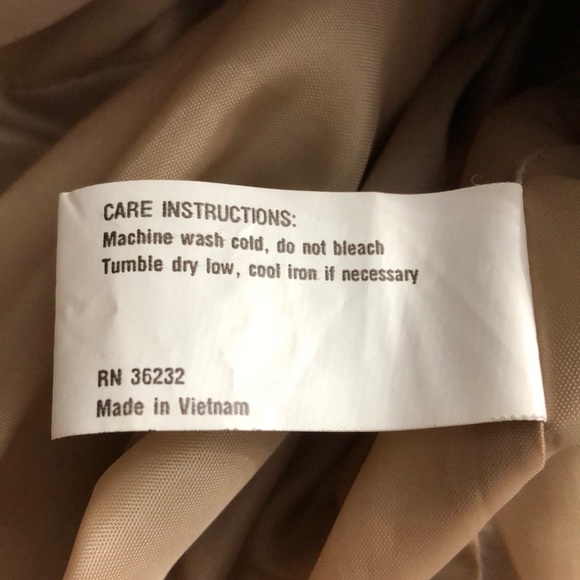 CARE INSTRUCTIONS:
Machine wash cold, do not bleach
Tumble dry low, cool iron if necessary
RN 36232
Made in Vietnam